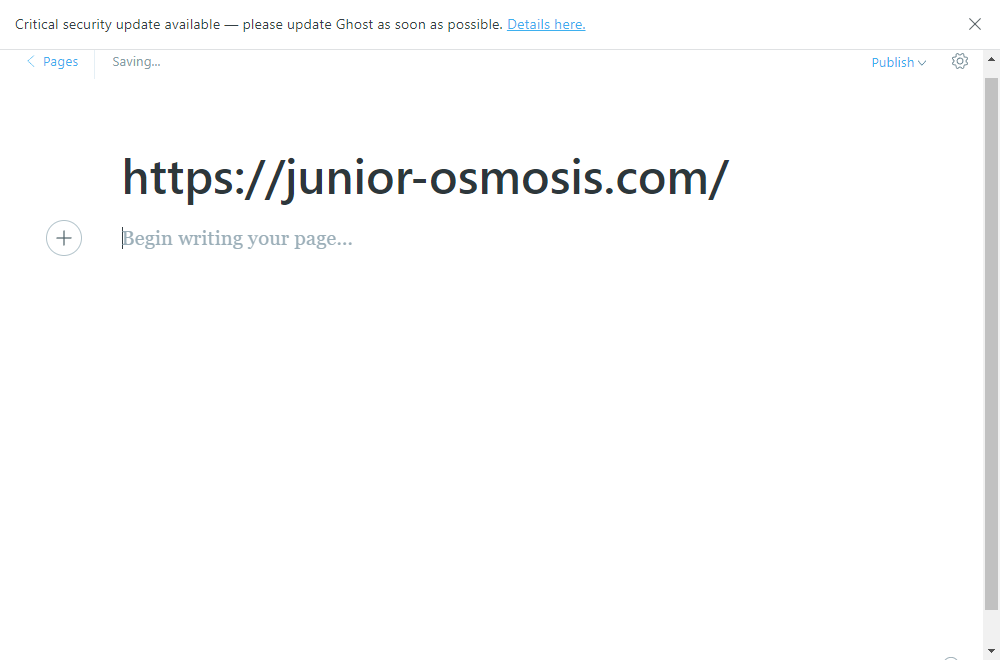 Critical security update available — please update Ghost as soon as possible. Details here.
Pages
Saving...
Publish
https://junior-osmosis.com/
Begin writing your page...